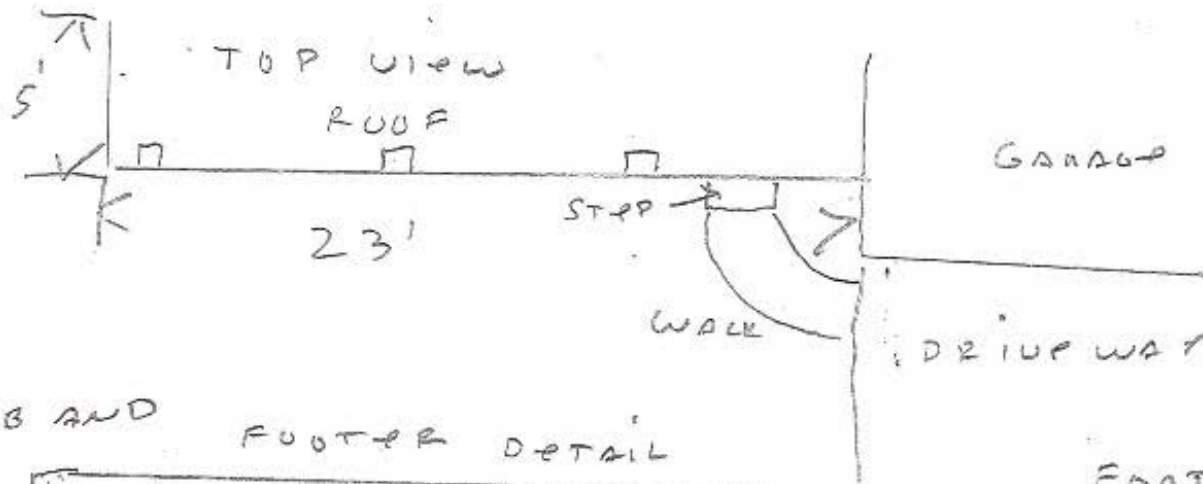 TOP VIEW
5'
ROOF
GARAGE
STEP
23'
WALK
DRIVEWAY
B AND FOOTER DETAIL